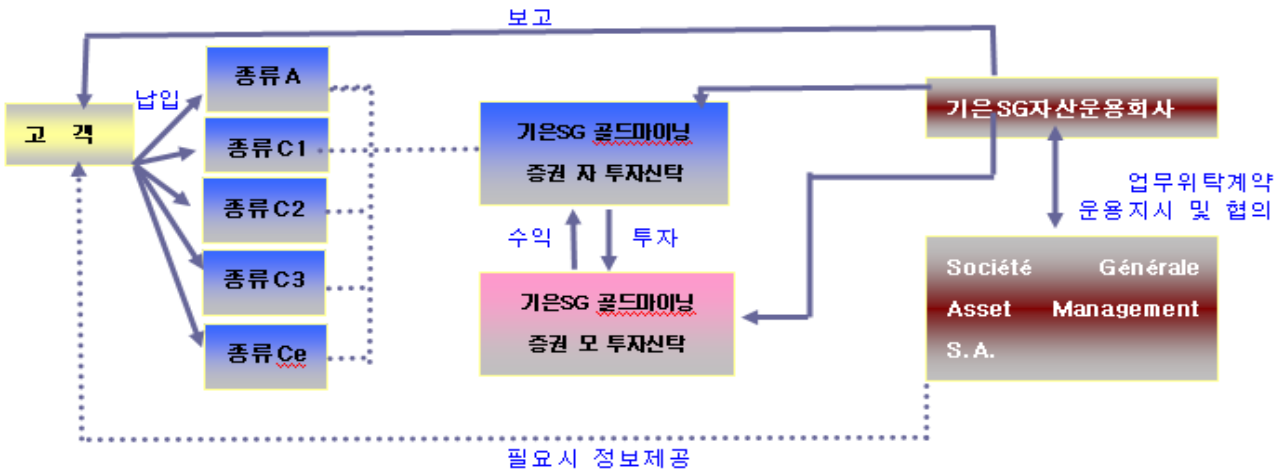 보고
종류A
납입
고 객
종류C1
종류C2
종류C3
종류Ce
기은SG 골드마이닝
증권 자 투자신탁
수익
투자
기은SG 골드마이닝
증권 모 투자신탁
기은SG자산운용회사
업무위탁계약
운용지시 및 협의
Société Générale
Asset Management
S.A.
필요시 정보제공